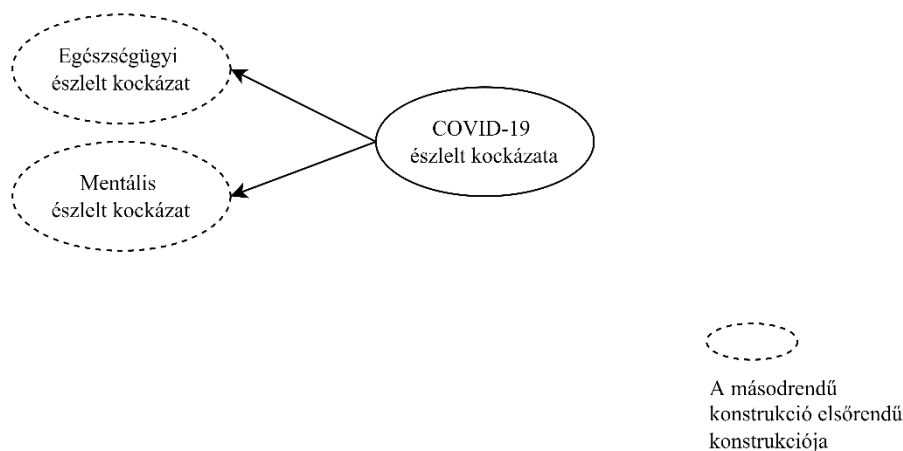 Egészségügyi
észlelt kockázat
COVID-19
észlelt kockázata
Mentális
észlelt kockázat
A másodrendű
konstrukció elsőrendű
konstrukciója